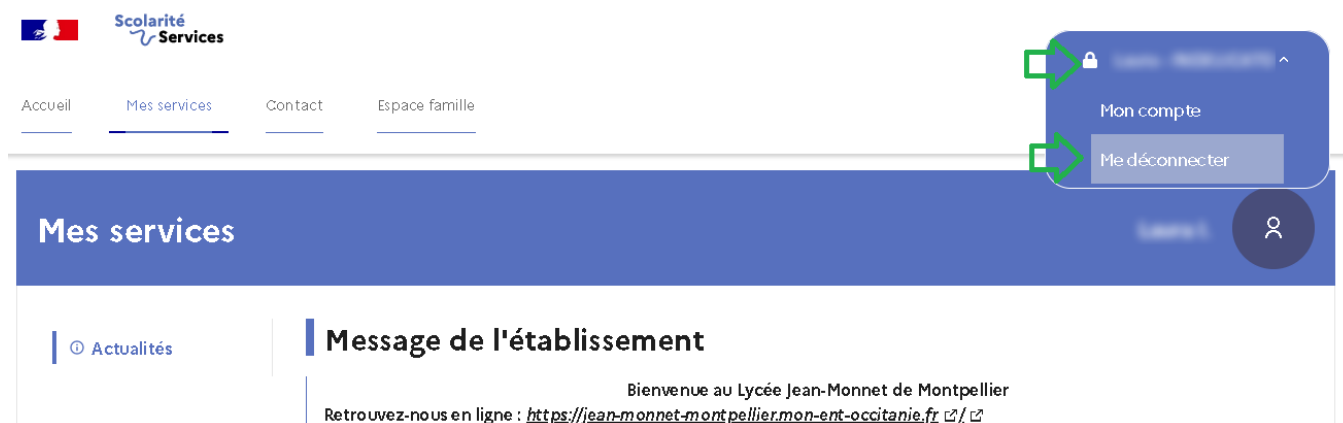 Scolarité
Services
Accueil
Mes services
Contact
Espace famille
Mon compte
Me déconnecter
Mes services
Actualités
Message de l'établissement
Bienvenue au Lycée Jean-Monnet de Montpellier
Retrouvez-nous en ligne : https://jean-monnet-montpellier.mon-ent-occitanie.fr /